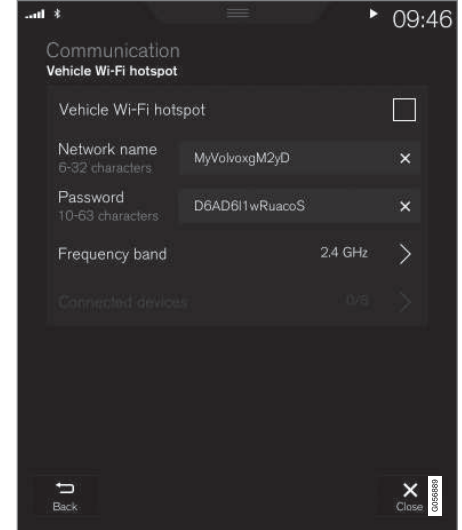 09:46
Communication
Vehicle Wi-Fi hotspot
Vehicle Wi-Fi hotspot
Network name
6-32 characters
MyVolvoxgM2yD
Password
10-63 characters
D6AD6I1wRuacoS
Frequency band
2.4 GHz
Connected devices
0/8
Back
Close
G056889